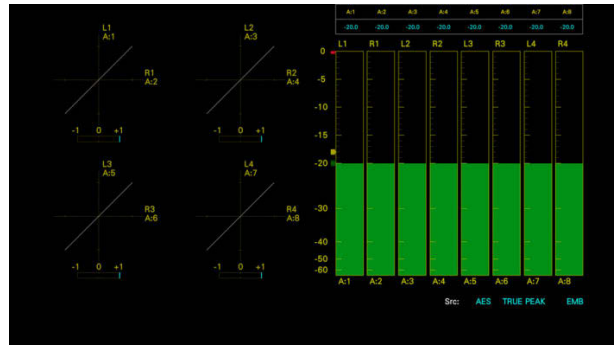 A:1 A:2 A:3 A:4 A:5 A:6 A:7 A:8
-20.0 -20.0 -20.0 -20.0 -20.0 -20.0 -20.0 -20.0
L1
A:1
R1
A:2
-1 0 +1
L2
A:3
R2
A:4
-1 0 +1
L3
A:5
R3
A:6
-1 0 +1
L4
A:7
R4
A:8
-1 0 +1
L1 R1 L2 R2 L3 R3 L4 R4
0
-5
-10
-15
-20
-30
-40
-50
-60
A:1 A:2 A:3 A:4 A:5 A:6 A:7 A:8
Src: AES TRUE PEAK EMB